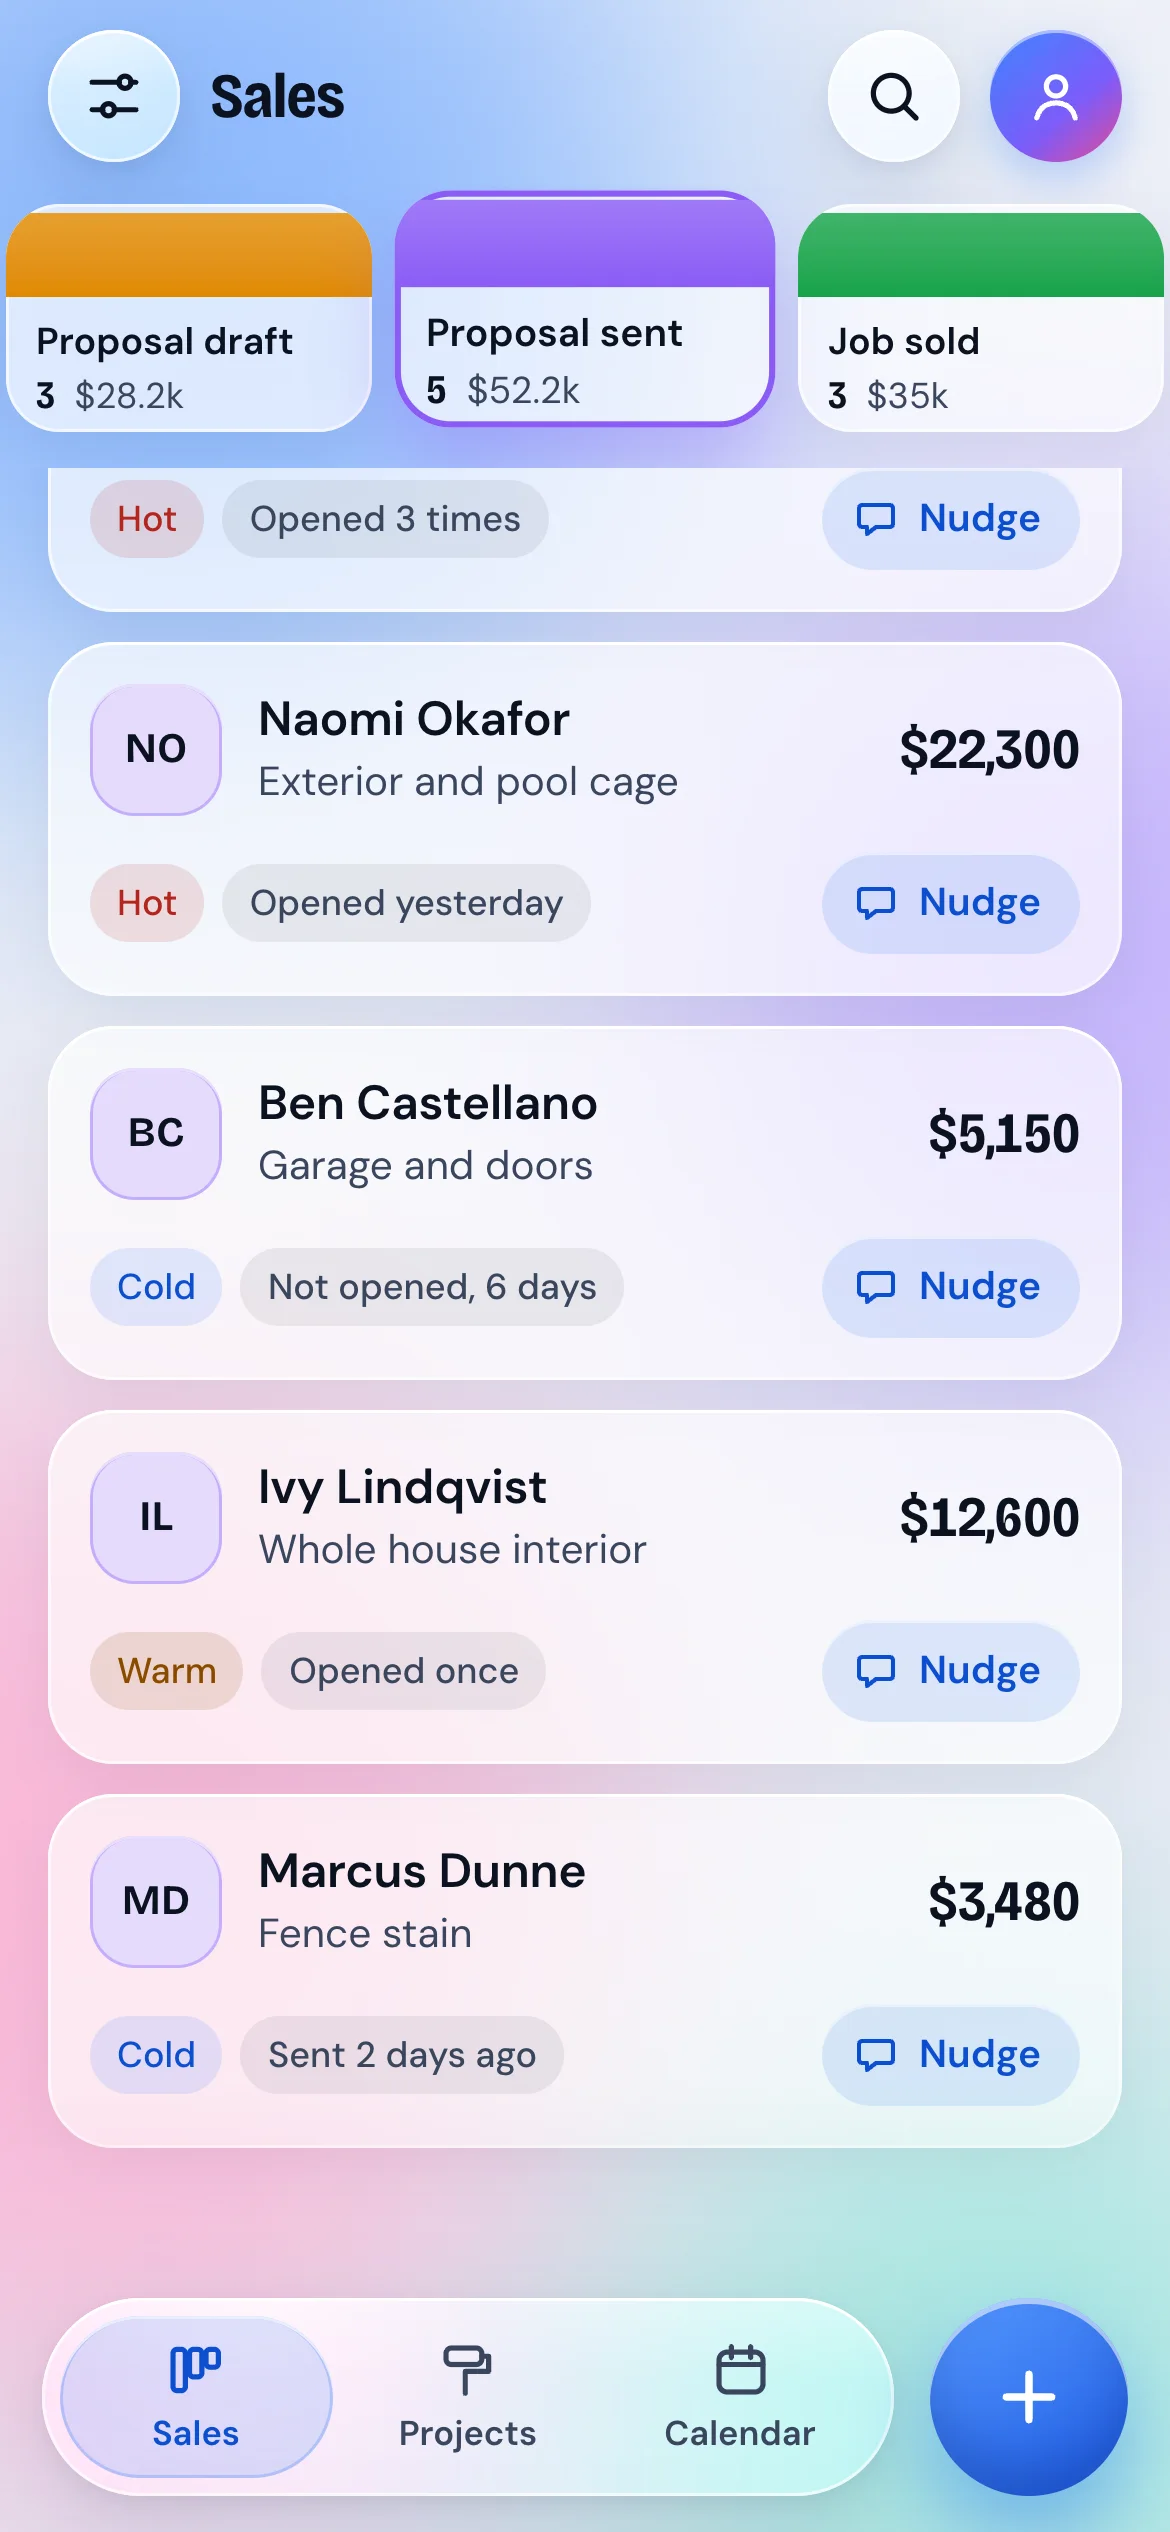 Sales
Proposal draft
3 $28.2k
Proposal sent
5 $52.2k
Job sold
3 $35k
Hot
Opened 3 times
Nudge
NO
Naomi Okafor
Exterior and pool cage
$22,300
Hot
Opened yesterday
Nudge
BC
Ben Castellano
Garage and doors
$5,150
Cold
Not opened, 6 days
Nudge
IL
Ivy Lindqvist
Whole house interior
$12,600
Warm
Opened once
Nudge
MD
Marcus Dunne
Fence stain
$3,480
Cold
Sent 2 days ago
Nudge
Sales
Projects
Calendar